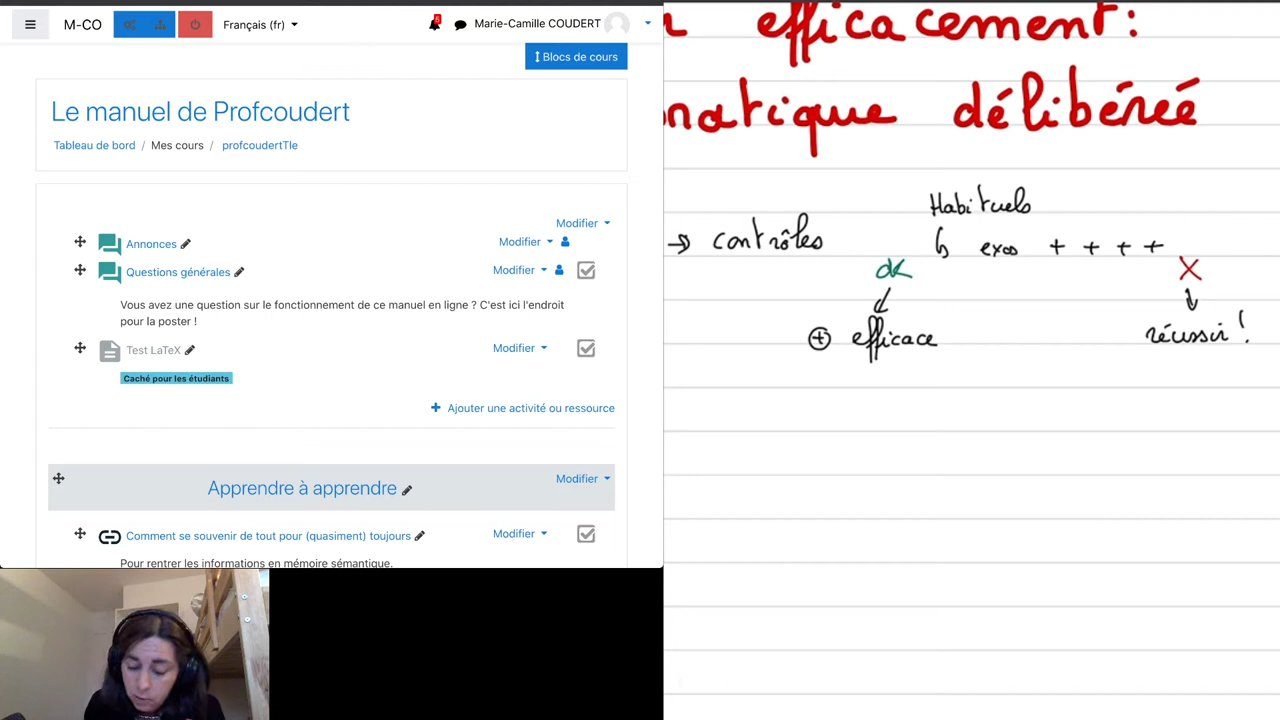 M-CO
Français (fr)
5
Marie-Camille COUDERT
Blocs de cours
Le manuel de Profcoudert
Tableau de bord / Mes cours / profcoudertTle
Modifier
Annonces
Modifier
Questions générales
Modifier
Vous avez une question sur le fonctionnement de ce manuel en ligne ? C'est ici l'endroit
pour la poster !
Test LaTeX
Modifier
Caché pour les étudiants
+ Ajouter une activité ou ressource
Apprendre à apprendre
Modifier
Comment se souvenir de tout pour (quasiment) toujours
Modifier
Pour rentrer les informations en mémoire sémantique.
efficacement:
pratique délibérée
Habituels
→ contrôles
↳ exos + + + +
ok
X
⊕ efficace
réussir !